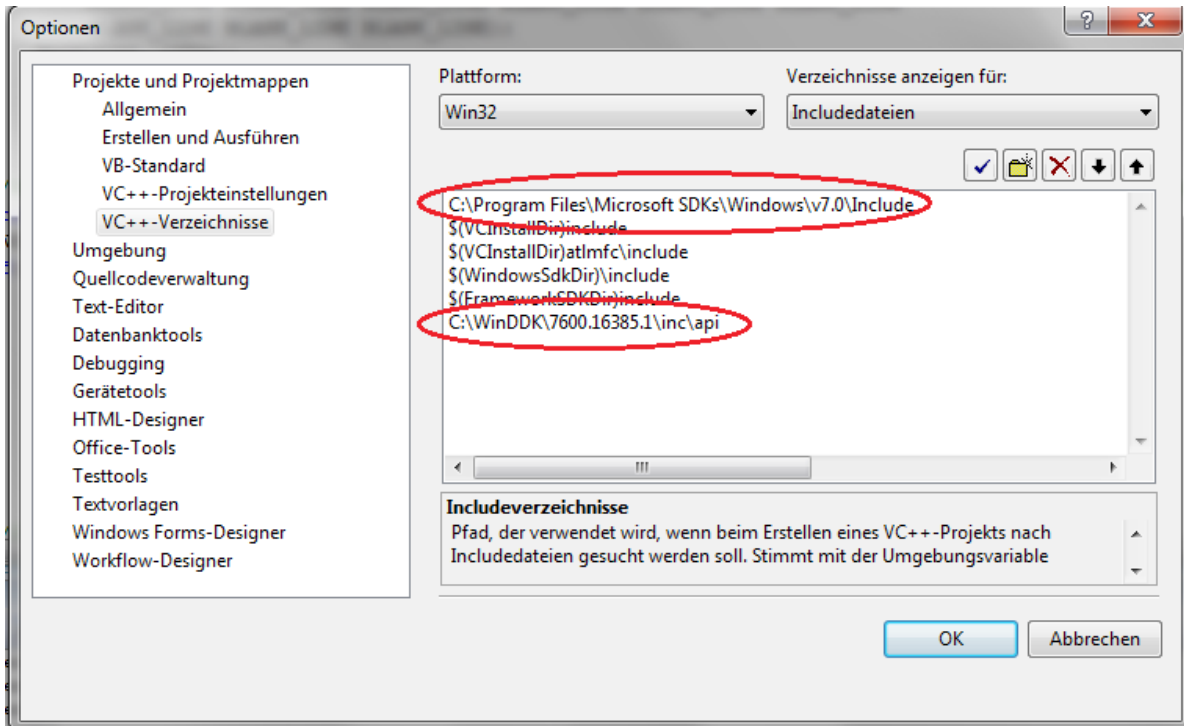 Optionen
Projekte und Projektmappen
Allgemein
Erstellen und Ausführen
VB-Standard
VC++-Projekteinstellungen
VC++-Verzeichnisse
Umgebung
Quellcodeverwaltung
Text-Editor
Datenbanktools
Debugging
Gerätetools
HTML-Designer
Office-Tools
Testtools
Textvorlagen
Windows Forms-Designer
Workflow-Designer
Plattform:
Win32
Verzeichnisse anzeigen für:
Includedateien
C:\Program Files\Microsoft SDKs\Windows\v7.0\Include
$(VCInstallDir)include
$(VCInstallDir)atlmfc\include
$(WindowsSdkDir)\include
$(FrameworkSDKDir)include
C:\WinDDK\7600.16385.1\inc\api
Includeverzeichnisse
Pfad, der verwendet wird, wenn beim Erstellen eines VC++-Projekts nach
Includedateien gesucht werden soll. Stimmt mit der Umgebungsvariable
OK
Abbrechen